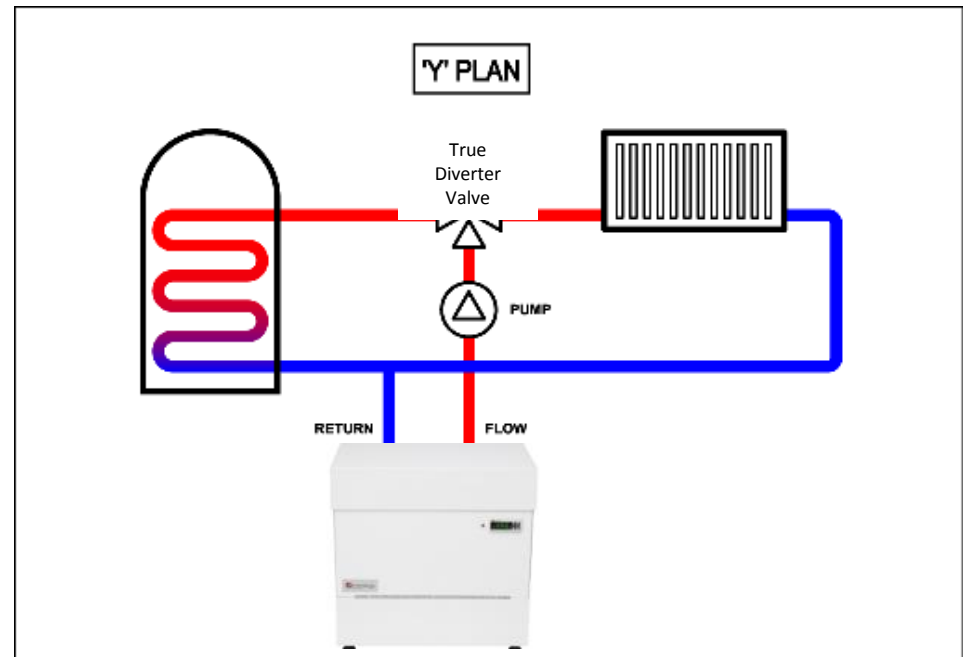 'Y' PLAN
True
Diverter
Valve
PUMP
RETURN
FLOW